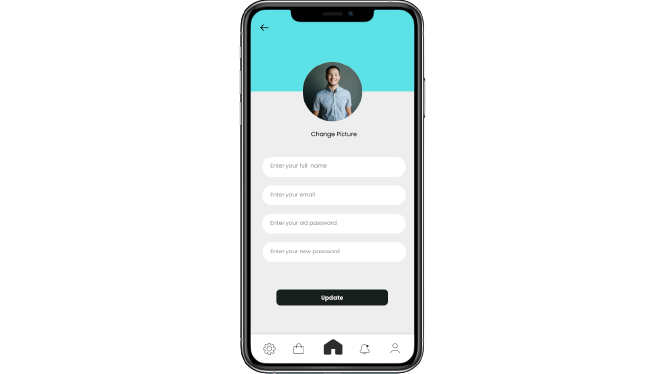 Change Picture
Enter your full name
Enter your email
Enter your old password
Enter your new password
Update